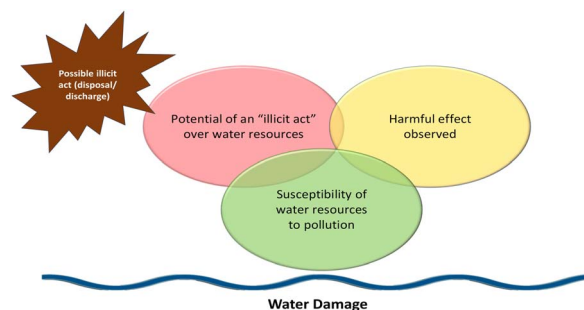 Possible illicit
act (disposal/
discharge)
Potential of an “illicit act”
over water resources
Harmful effect
observed
Susceptibility of
water resources
to pollution
Water Damage